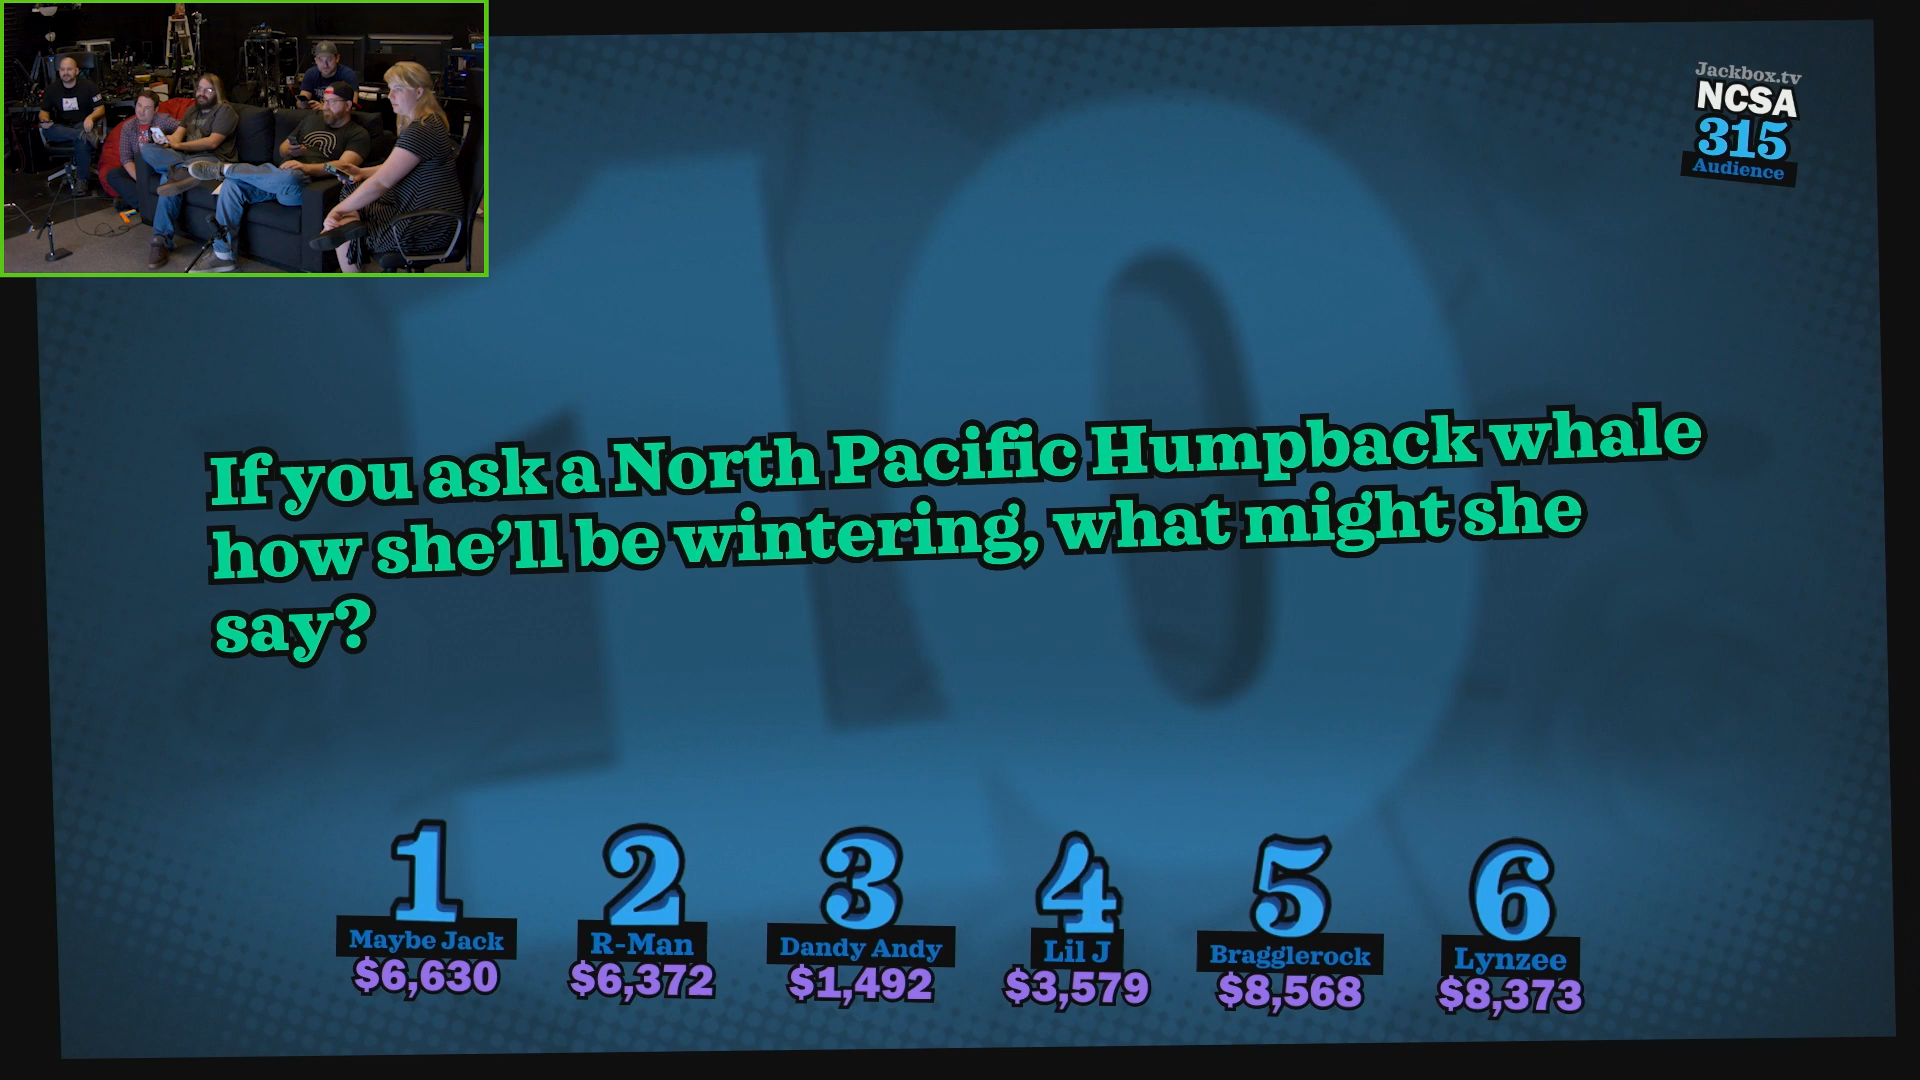 Jackbox.tv
NCSA
315
Audience
10
If you ask a North Pacific Humpback whale
how she’ll be wintering, what might she
say?
1
Maybe Jack
$6,630
2
R-Man
$6,372
3
Dandy Andy
$1,492
4
Lil J
$3,579
5
Bragglerock
$8,568
6
Lynzee
$8,373